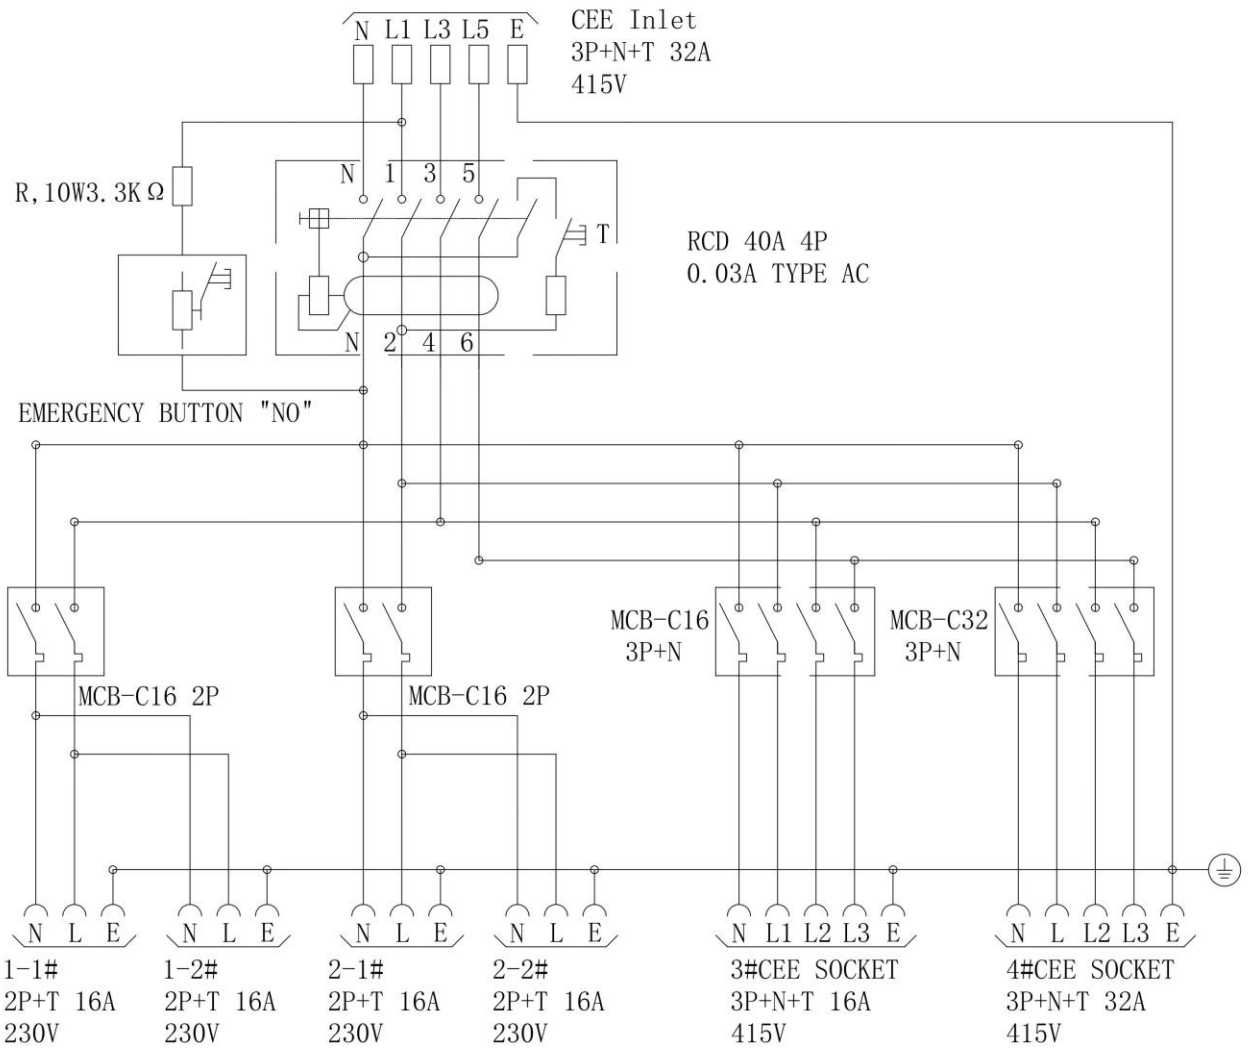 CEE Inlet
3P+N+T 32A
415V
N L1 L3 L5 E
N 1 3 5
R,10W3.3KΩ
T
RCD 40A 4P
0.03A TYPE AC
N 2 4 6
EMERGENCY BUTTON "NO"
MCB-C16
3P+N
MCB-C32
3P+N
MCB-C16 2P
MCB-C16 2P
N L E
N L E
N L E
N L E
N L1 L2 L3 E
N L L2 L3 E
1-1#
2P+T 16A
230V
1-2#
2P+T 16A
230V
2-1#
2P+T 16A
230V
2-2#
2P+T 16A
230V
3#CEE SOCKET
3P+N+T 16A
415V
4#CEE SOCKET
3P+N+T 32A
415V